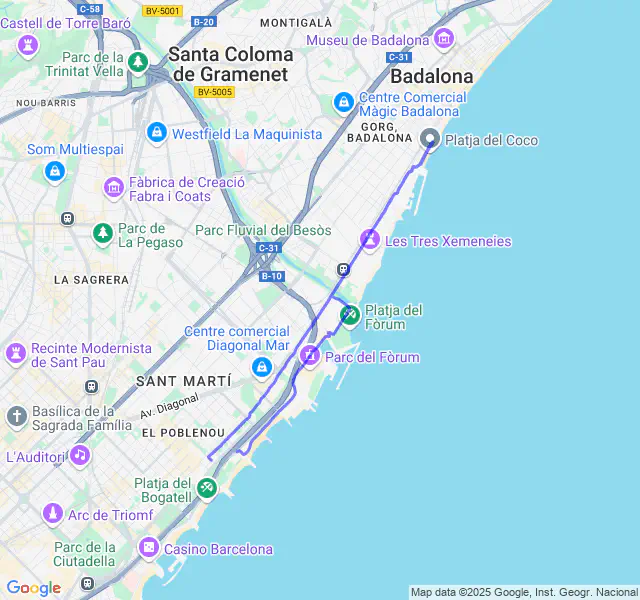 C-58
BV-5001
MONTIGALÀ
Castell de Torre Baró
B-20
Museu de Badalona
Parc de
la Trinitat Vella
Santa Coloma
de Gramenet
C-31
Badalona
BV-5005
NOU-BARRIS
Centre Comercial
Màgic Badalona
Westfield La Maquinista
GORG,
BADALONA
Platja del Coco
Som Multiespai
Fàbrica de Creació
Fabra i Coats
Parc de
La Pegaso
Parc Fluvial del Besòs
C-31
Les Tres Xemeneies
LA SAGRERA
B-10
Platja del
Fòrum
Centre comercial
Diagonal Mar
Recinte Modernista
de Sant Pau
Parc del Fòrum
SANT MARTÍ
Av. Diagonal
Basílica de la
Sagrada Família
EL POBLENOU
L'Auditori
Platja del
Bogatell
Arc de Triomf
Parc de la
Ciutadella
Casino Barcelona
Google
Map data ©2025 Google, Inst. Geogr. Nacional